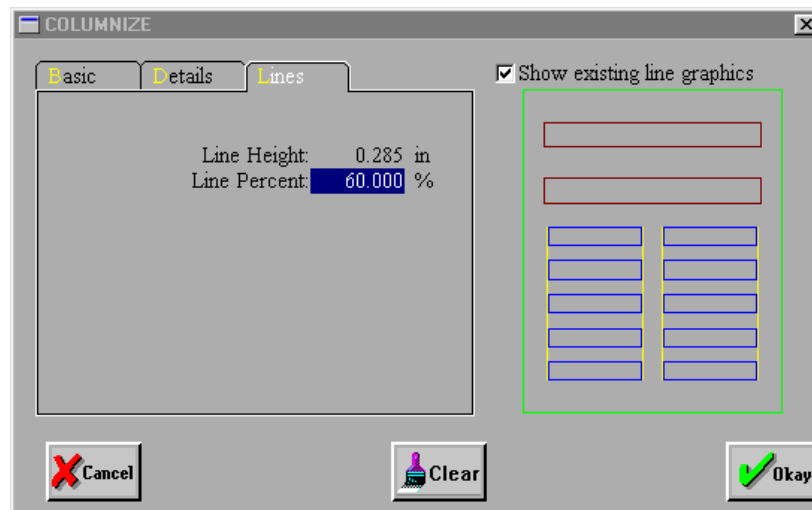 COLUMNIZE
Basic
Details
Lines
Show existing line graphics
Line Height: 0.285 in
Line Percent: 60.000 %
Cancel
Clear
Okay